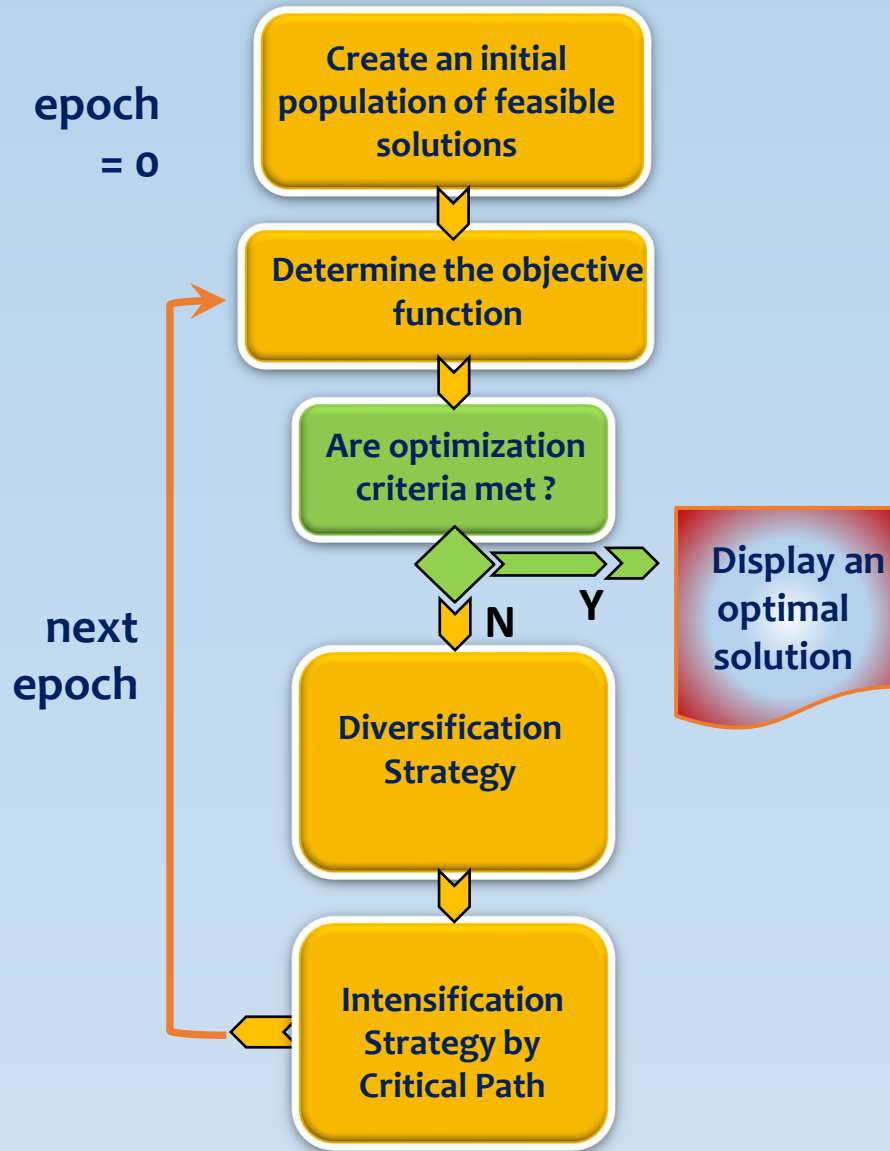 Create an initial
population of feasible
solutions
epoch
= 0
Determine the objective
function
Are optimization
criteria met ?
N
Y
Display an
optimal
solution
next
epoch
Diversification
Strategy
Intensification
Strategy by
Critical Path